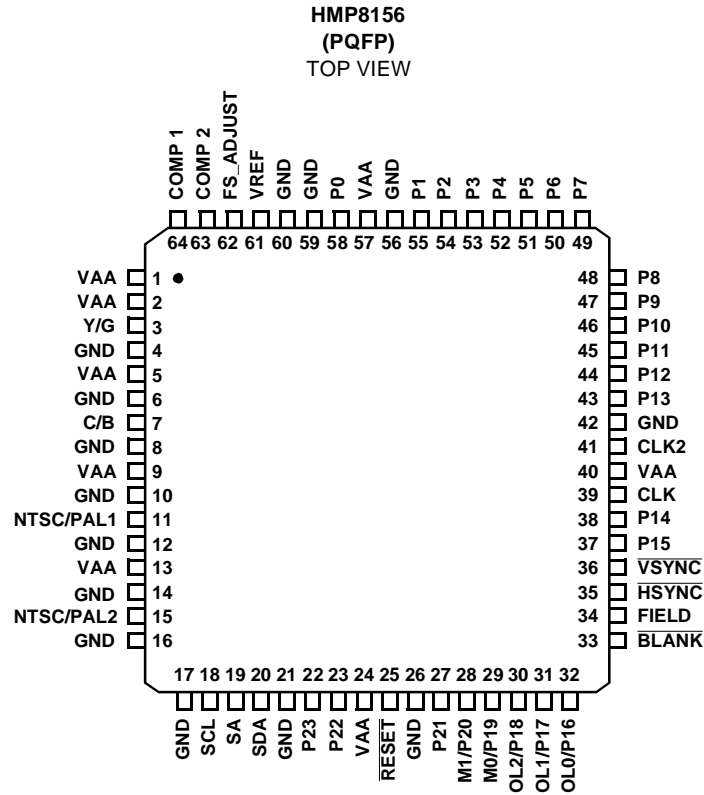 HMP8156
(PQFP)
TOP VIEW
COMP 1
COMP 2
FS_ADJUST
VREF
GND
GND
P0
VAA
GND
P1
P2
P3
P4
P5
P6
P7
64 63 62 61 60 59 58 57 56 55 54 53 52 51 50 49
VAA 1 48 P8
VAA 2 47 P9
Y/G 3 46 P10
GND 4 45 P11
VAA 5 44 P12
GND 6 43 P13
C/B 7 42 GND
GND 8 41 CLK2
VAA 9 40 VAA
GND 10 39 CLK
NTSC/PAL1 11 38 P14
GND 12 37 P15
VAA 13 36 VSYNC
GND 14 35 HSYNC
NTSC/PAL2 15 34 FIELD
GND 16 33 BLANK
17 18 19 20 21 22 23 24 25 26 27 28 29 30 31 32
GND
SCL
SA
SDA
GND
P23
P22
VAA
RESET
GND
P21
M1/P20
M0/P19
OL2/P18
OL1/P17
OL0/P16